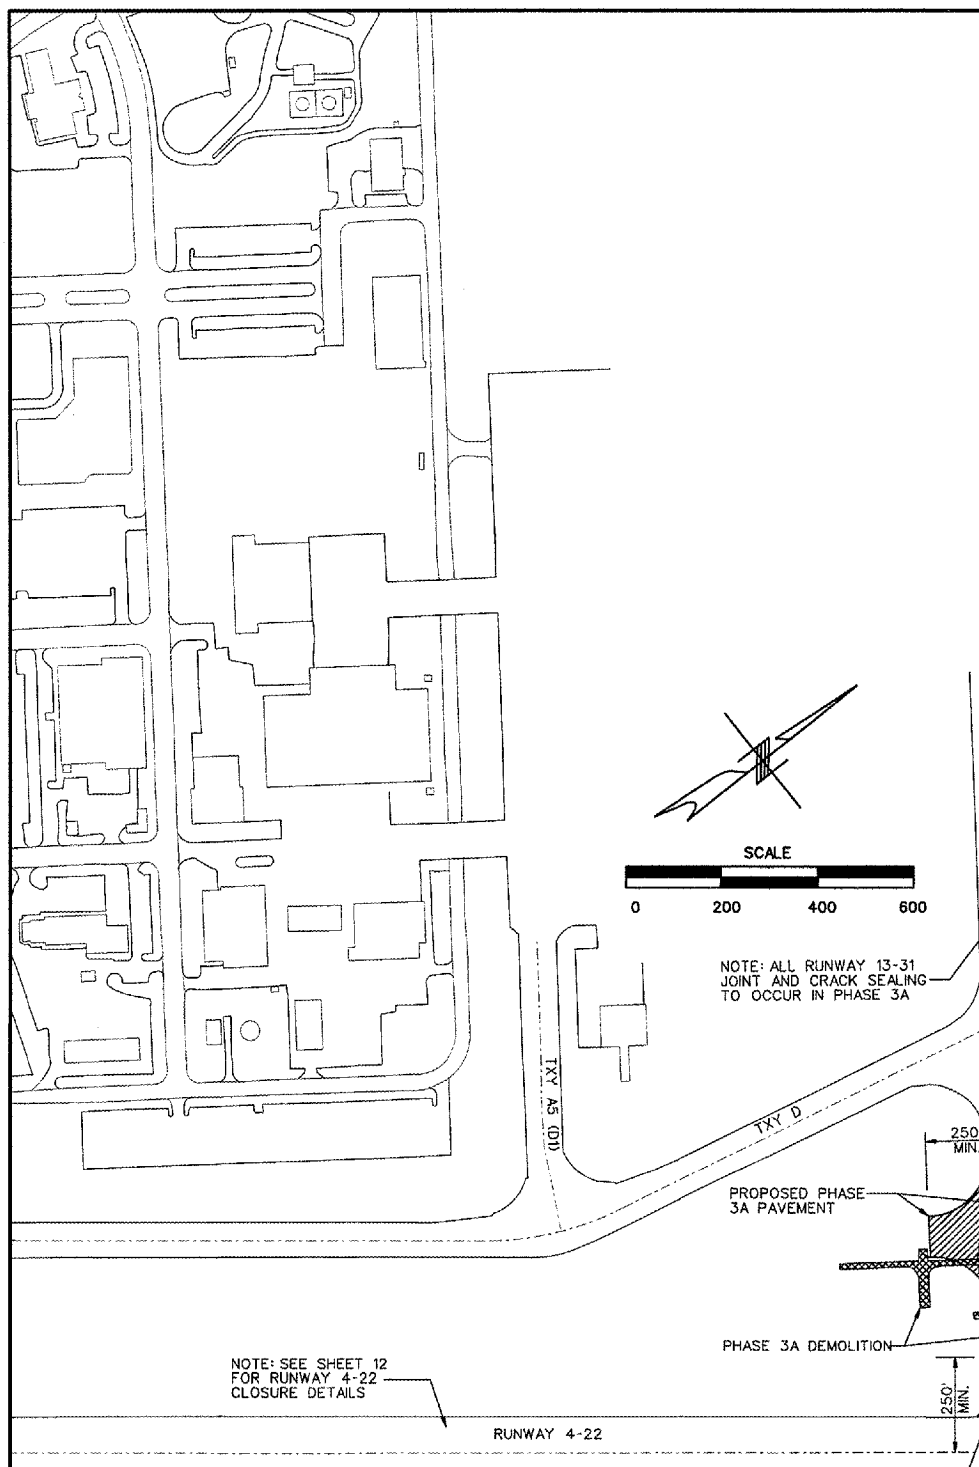 SCALE
0 200 400 600
NOTE: ALL RUNWAY 13-31
JOINT AND CRACK SEALING
TO OCCUR IN PHASE 3A
TXY A5 (D1)
TXY D
250'
MIN.
PROPOSED PHASE
3A PAVEMENT
PHASE 3A DEMOLITION
NOTE: SEE SHEET 12
FOR RUNWAY 4-22
CLOSURE DETAILS
250'
MIN.
RUNWAY 4-22